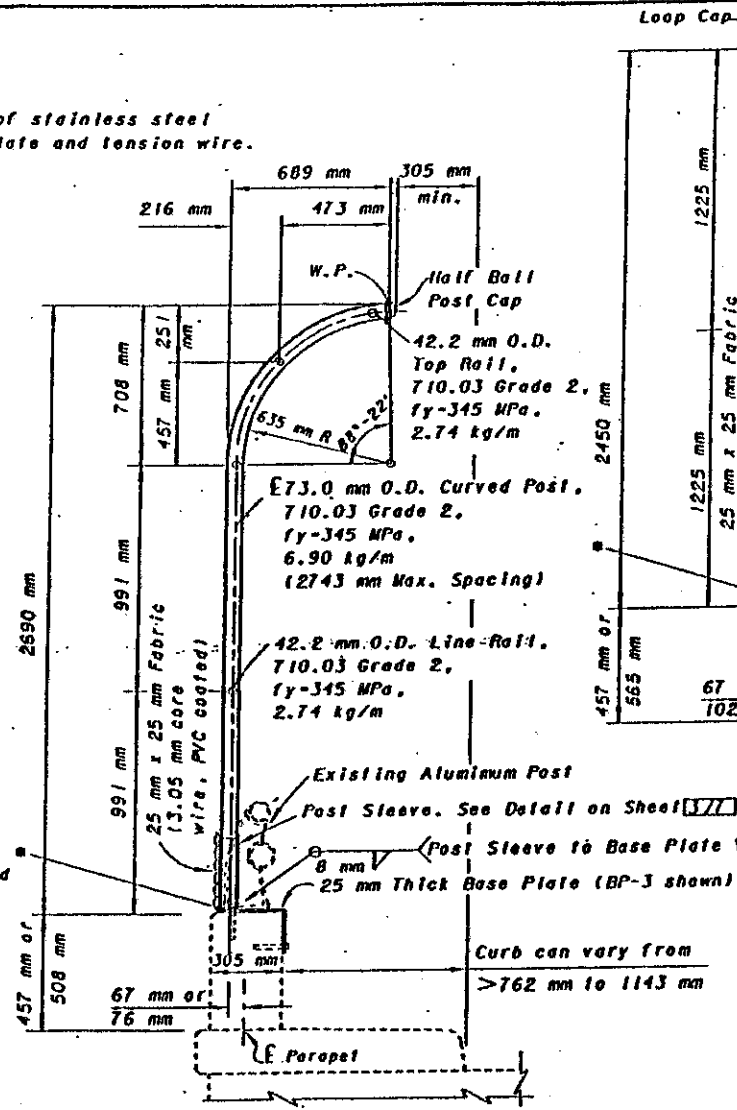 Loop Cap
of stainless steel
late and tension wire.
689 mm
305 mm
min.
216 mm
473 mm
W.P.
Half Ball
Post Cap
42.2 mm O.D.
Top Rail,
710.03 Grade 2,
fy-345 MPa,
2.74 kg/m
708 mm
251 mm
457 mm
635 mm R
88°-22'
£73.0 mm O.D. Curved Post,
710.03 Grade 2,
fy-345 MPa,
6.90 kg/m
(2743 mm Max. Spacing)
2690 mm
991 mm
991 mm
25 mm x 25 mm Fabric
(3.05 mm core
wire, PVC coated)
42.2 mm O.D. Line Rail,
710.03 Grade 2,
fy-345 MPa,
2.74 kg/m
Existing Aluminum Post
Post Sleeve. See Detail on Sheet
Post Sleeve to Base Plate
8 mm
25 mm Thick Base Plate (BP-3 shown)
d
457 mm or
508 mm
305 mm
67 mm or
76 mm
Curb can vary from
>762 mm to 1143 mm
Parapet
1225 mm
1225 mm
2450 mm
25 mm x 25 mm Fabric
457 mm or
565 mm
67
102